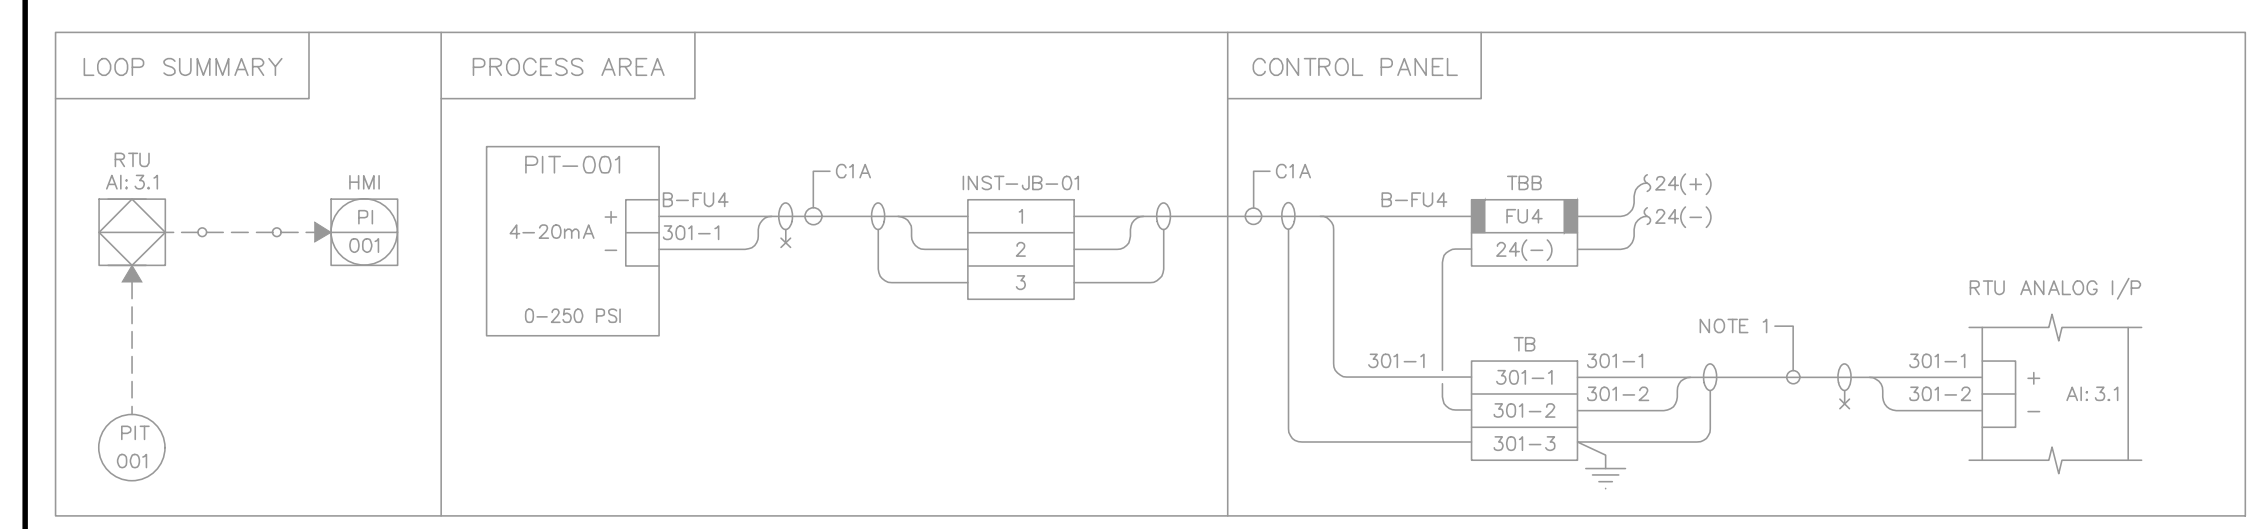 LOOP SUMMARY
RTU
AI: 3.1
HMI
PI
001
PIT
001
PROCESS AREA
PIT-001
4-20mA
+
-
0-250 PSI
B-FU4
301-1
C1A
INST-JB-01
1
2
3
CONTROL PANEL
C1A
B-FU4
TBB
FU4
24(-)
24(+)
24(-)
301-1
TB
301-1
301-2
301-3
301-1
301-2
NOTE 1
301-1
301-2
RTU ANALOG I/P
+
-
AI: 3.1